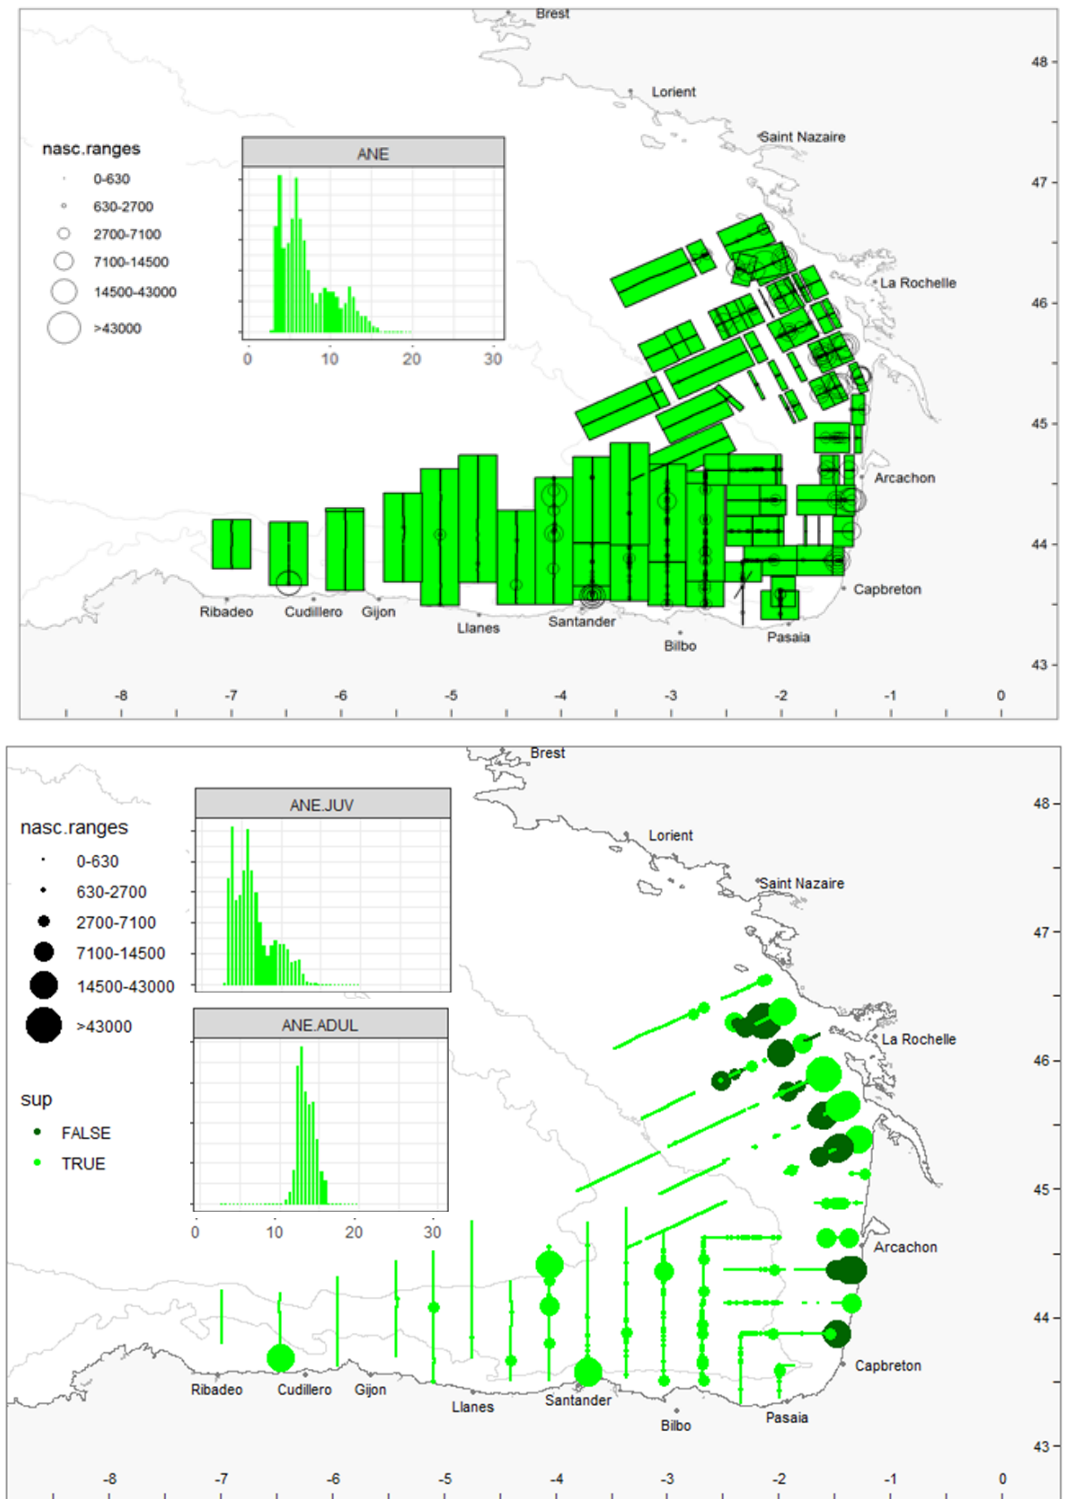 Brest
48
Lorient
nasc.ranges
Saint Nazaire
ANE
0-630
47
630-2700
2700-7100
7100-14500
La Rochelle
14500-43000
46
>43000
0 10 20 30
45
Arcachon
44
Capbreton
Ribadeo Cudillero Gijon
Llanes
Santander
Pasaia
Bilbo
43
-8 -7 -6 -5 -4 -3 -2 -1 0
Brest
ANE.JUV
48
nasc.ranges
Lorient
0-630
Saint Nazaire
630-2700
2700-7100
47
7100-14500
14500-43000
ANE.ADUL
>43000
La Rochelle
46
sup
FALSE
TRUE
45
0 10 20 30
Arcachon
44
Capbreton
Ribadeo Cudillero Gijon
Llanes
Santander
Pasaia
Bilbo
43
-8 -7 -6 -5 -4 -3 -2 -1 0